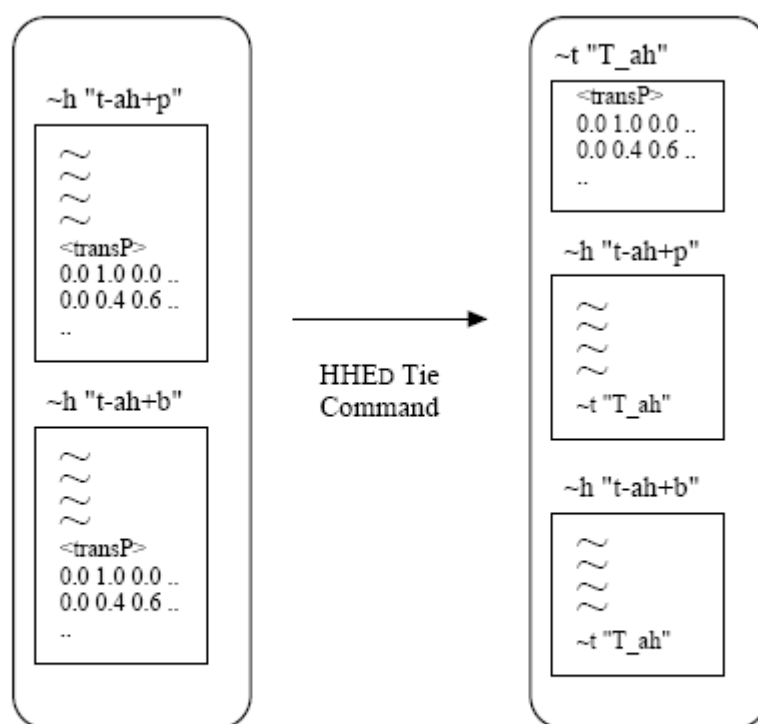 ~h "t-ah+p"
<transP>
0.0 1.0 0.0 ..
0.0 0.4 0.6 ..
..
~h "t-ah+b"
<transP>
0.0 1.0 0.0 ..
0.0 0.4 0.6 ..
..
HHED Tie
Command
~t "T_ah"
<transP>
0.0 1.0 0.0 ..
0.0 0.4 0.6 ..
..
~h "t-ah+p"
~t "T_ah"
~h "t-ah+b"
~t "T_ah"